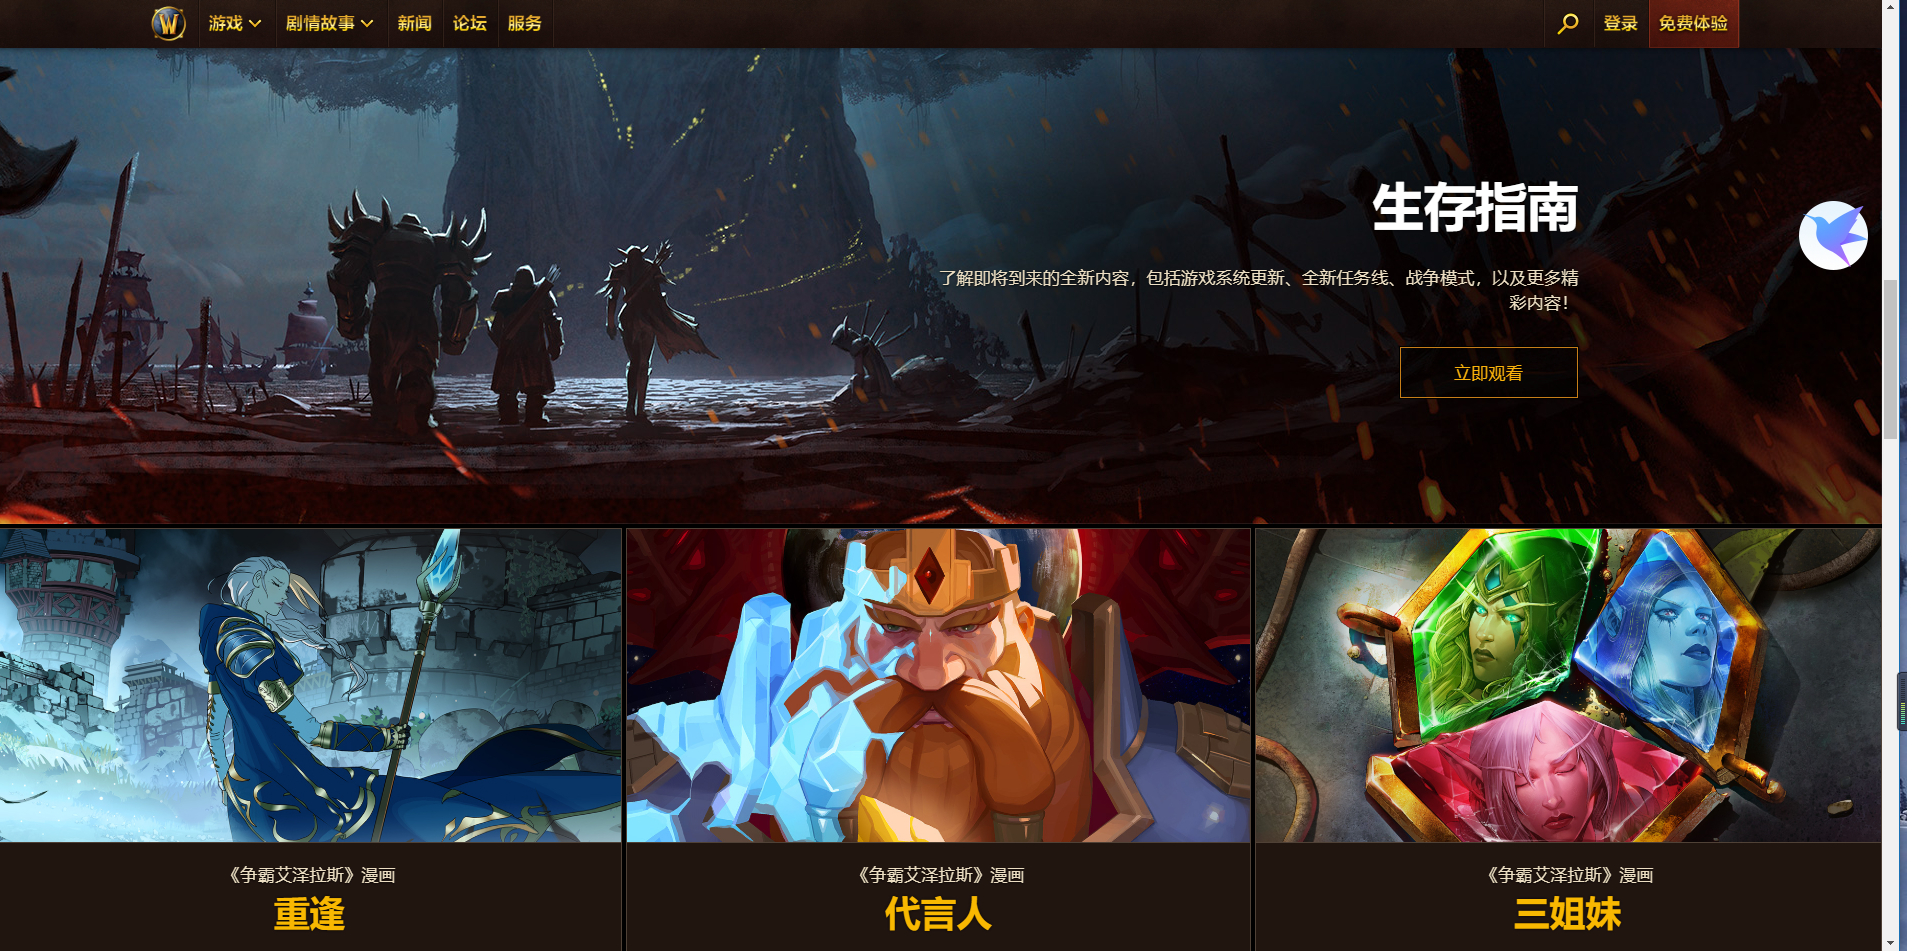 W
游戏
剧情故事
新闻
论坛
服务
登录
免费体验
生存指南
了解即将到来的全新内容，包括游戏系统更新、全新任务线、战争模式，以及更多精
彩内容！
立即观看
《争霸艾泽拉斯》漫画
重逢
《争霸艾泽拉斯》漫画
代言人
《争霸艾泽拉斯》漫画
三姐妹